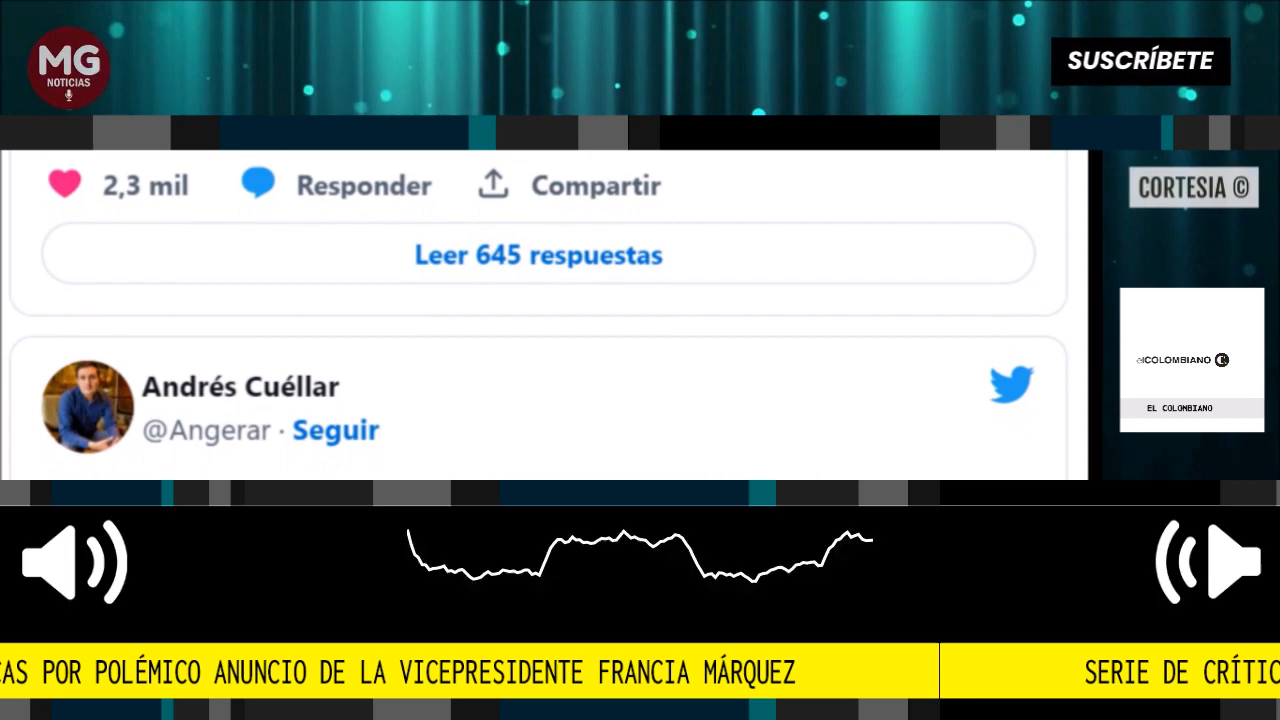 MG
NOTICIAS
SUSCRÍBETE
2,3 mil Responder Compartir
CORTESIA ©
Leer 645 respuestas
elCOLOMBIANO
EL COLOMBIANO
Andrés Cuéllar
@Angerar · Seguir
CAS POR POLÉMICO ANUNCIO DE LA VICEPRESIDENTE FRANCIA MÁRQUEZ
SERIE DE CRÍTIC